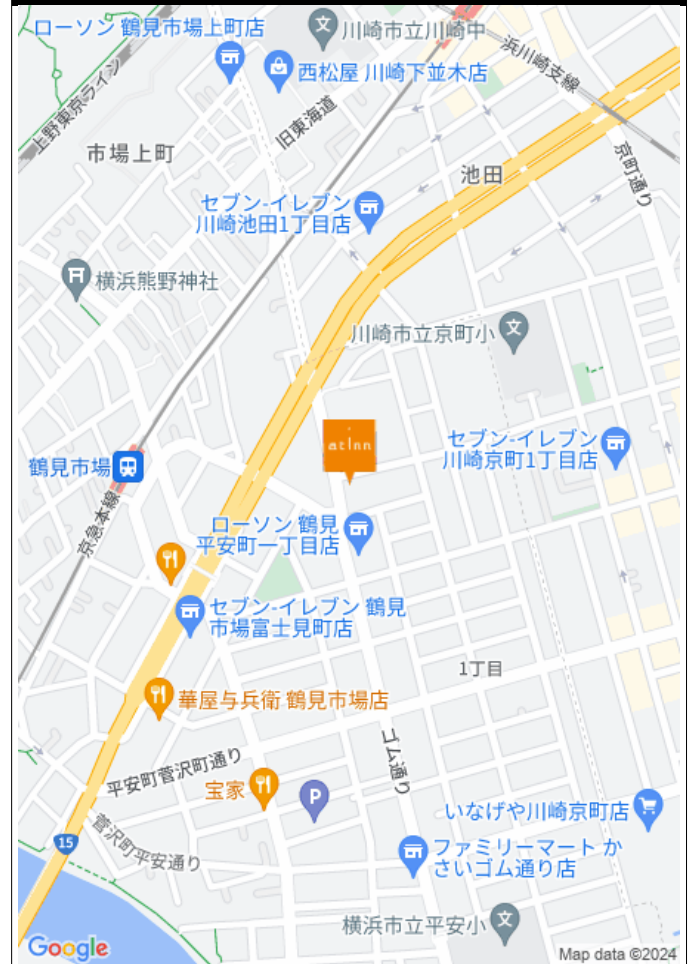 ローソン 鶴見市場上町店
川崎市立川崎中
西松屋 川崎下並木店
浜川崎支線
上野東京ライン
旧東海道
市場上町
池田
京町通り
セブン-イレブン
川崎池田1丁目店
横浜熊野神社
川崎市立京町小
atInn
セブン-イレブン
川崎京町1丁目店
鶴見市場
京急本線
ローソン 鶴見
平安町一丁目店
セブン-イレブン 鶴見
市場富士見町店
1丁目
華屋与兵衛 鶴見市場店
ゴム通り
平安町菅沢町通り
宝家
P
いなげや川崎京町店
15
菅沢町平安通り
ファミリーマート か
さいゴム通り店
横浜市立平安小
Google
Map data ©2024
文
文
文